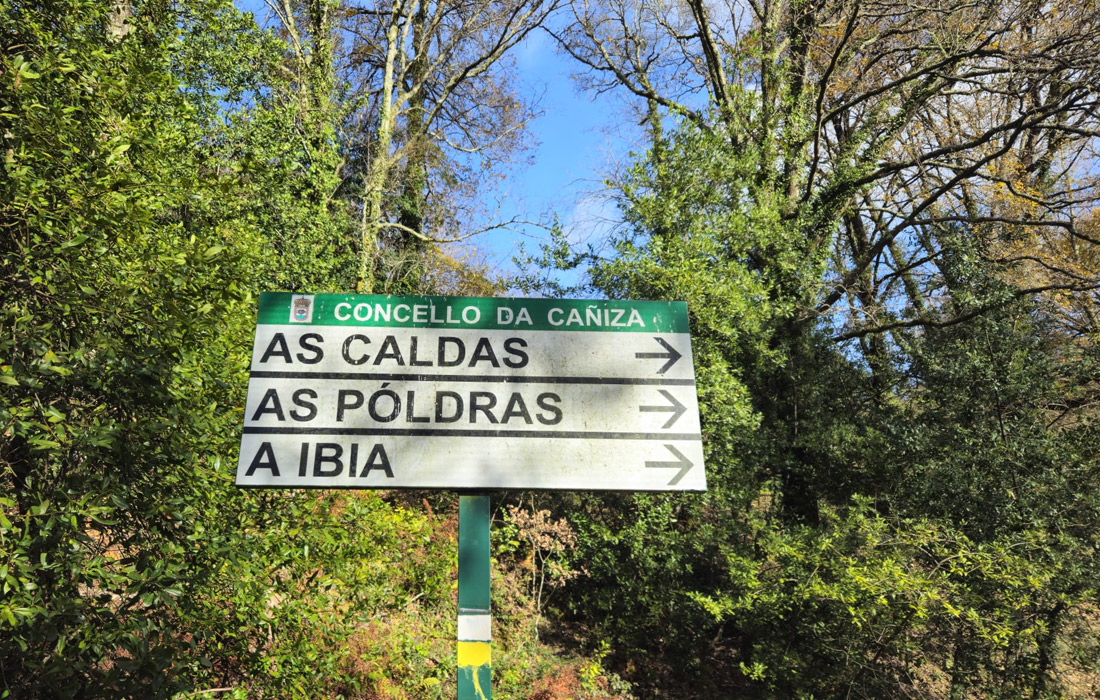 CONCELLO DA CAÑIZA
AS CALDAS
AS PÓLDRAS
A IBIA